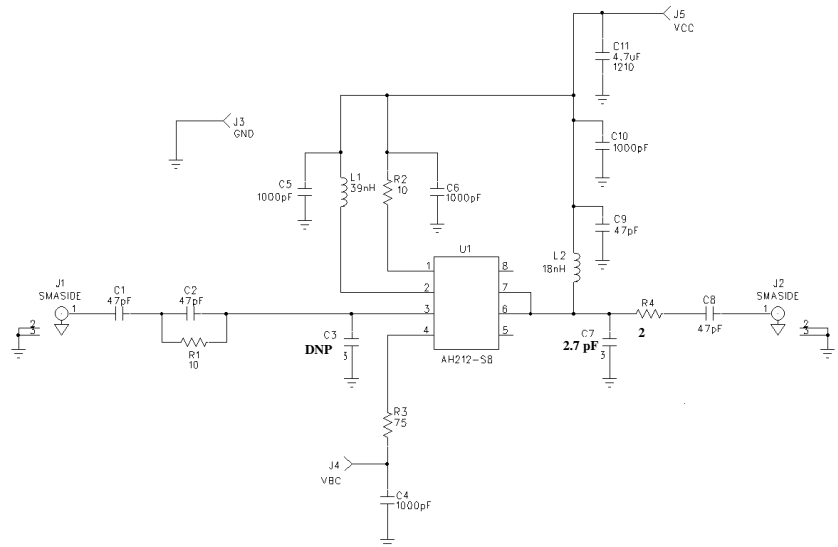 J5
VCC
C11
4.7uF
1210
J3
GND
C10
1000pF
C5
1000pF
L1
39nH
R2
10
C6
1000pF
C9
47pF
L2
18nH
U1
1
2
3
4
8
7
6
5
AH212-S8
J1
SMASIDE
1
2
3
C1
47pF
C2
47pF
R1
10
C3
3
DNP
C7
3
2.7 pF
R4
2
C8
47pF
J2
SMASIDE
1
2
3
R3
75
J4
VBC
C4
1000pF